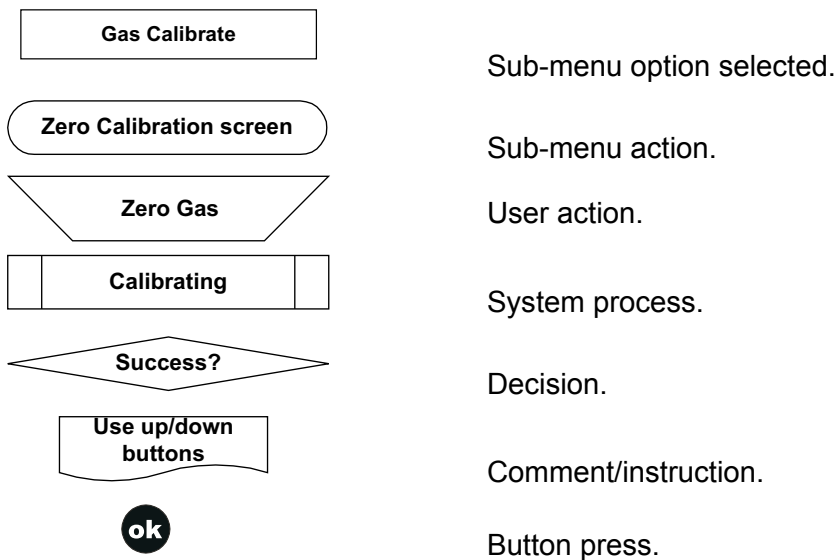 Gas Calibrate
Sub-menu option selected.
Zero Calibration screen
Sub-menu action.
Zero Gas
User action.
Calibrating
System process.
Success?
Decision.
Use up/down
buttons
Comment/instruction.
ok
Button press.